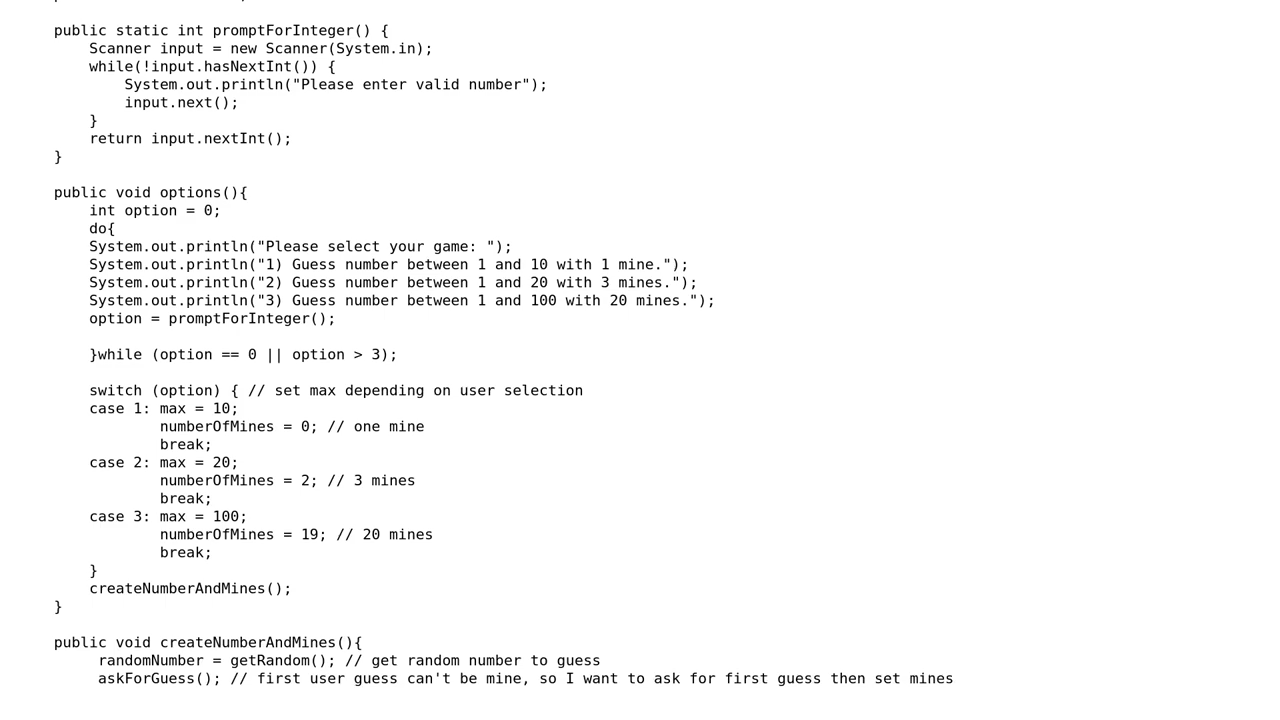 public static int promptForInteger() {
Scanner input = new Scanner(System.in);
while(!input.hasNextInt()) {
System.out.println("Please enter valid number");
input.next();
}
return input.nextInt();
}
public void options(){
int option = 0;
do{
System.out.println("Please select your game: ");
System.out.println("1) Guess number between 1 and 10 with 1 mine.");
System.out.println("2) Guess number between 1 and 20 with 3 mines.");
System.out.println("3) Guess number between 1 and 100 with 20 mines.");
option = promptForInteger();
}while (option == 0 || option > 3);
switch (option) { // set max depending on user selection
case 1: max = 10;
numberOfMines = 0; // one mine
break;
case 2: max = 20;
numberOfMines = 2; // 3 mines
break;
case 3: max = 100;
numberOfMines = 19; // 20 mines
break;
}
createNumberAndMines();
}
public void createNumberAndMines(){
randomNumber = getRandom(); // get random number to guess
askForGuess(); // first user guess can't be mine, so I want to ask for first guess then set mines